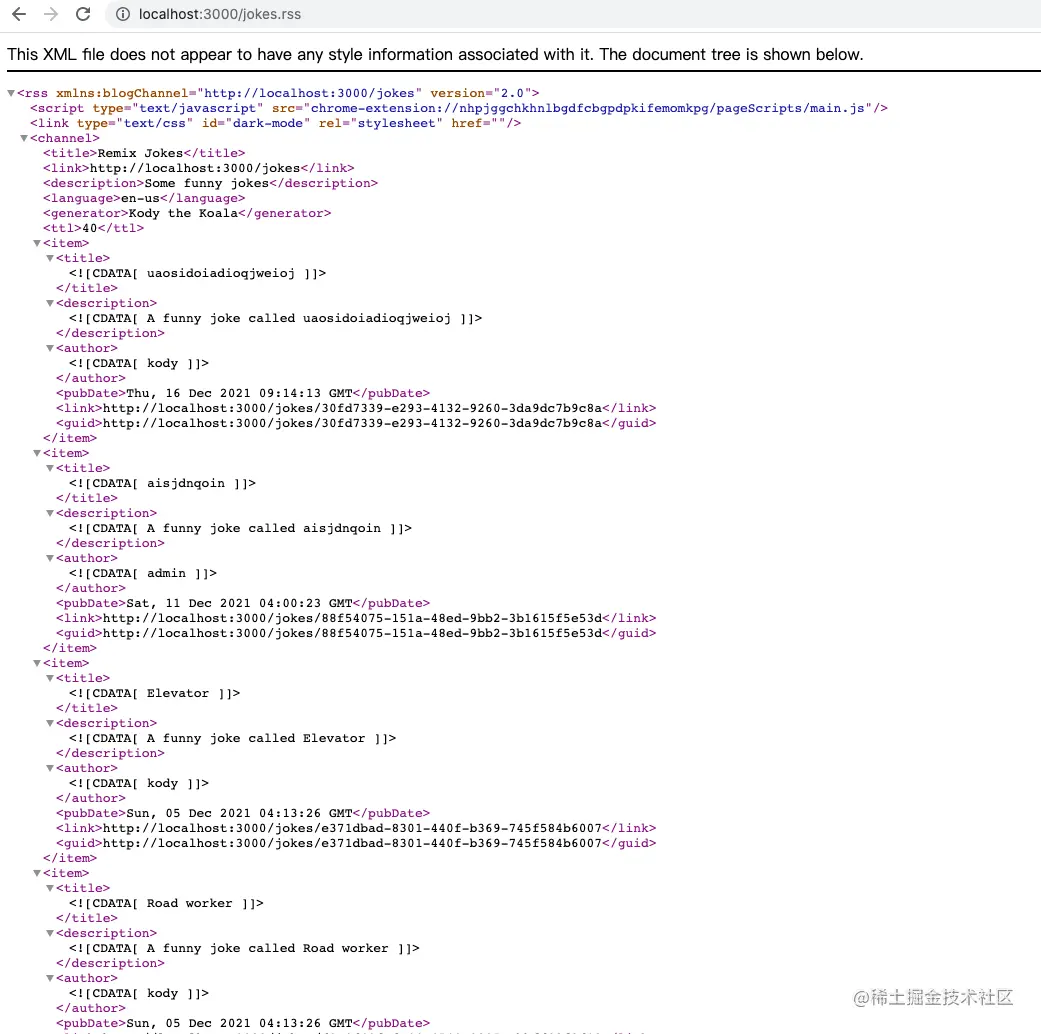 localhost:3000/jokes.rss
This XML file does not appear to have any style information associated with it. The document tree is shown below.
<rss xmlns:blogChannel="http://localhost:3000/jokes" version="2.0">
<script type="text/javascript" src="chrome-extension://nhpjggchkhnlbgdfcbgpdpkifemomkpg/pageScripts/main.js"/>
<link type="text/css" id="dark-mode" rel="stylesheet" href=""/>
<channel>
<title>Remix Jokes</title>
<link>http://localhost:3000/jokes</link>
<description>Some funny jokes</description>
<language>en-us</language>
<generator>Kody the Koala</generator>
<ttl>40</ttl>
<item>
<title>
<![CDATA[ uaosidoiadioqjweioj ]]>
</title>
<description>
<![CDATA[ A funny joke called uaosidoiadioqjweioj ]]>
</description>
<author>
<![CDATA[ kody ]]>
</author>
<pubDate>Thu, 16 Dec 2021 09:14:13 GMT</pubDate>
<link>http://localhost:3000/jokes/30fd7339-e293-4132-9260-3da9dc7b9c8a</link>
<guid>http://localhost:3000/jokes/30fd7339-e293-4132-9260-3da9dc7b9c8a</guid>
</item>
<item>
<title>
<![CDATA[ aisjdnqoin ]]>
</title>
<description>
<![CDATA[ A funny joke called aisjdnqoin ]]>
</description>
<author>
<![CDATA[ admin ]]>
</author>
<pubDate>Sat, 11 Dec 2021 04:00:23 GMT</pubDate>
<link>http://localhost:3000/jokes/88f54075-151a-48ed-9bb2-3b1615f5e53d</link>
<guid>http://localhost:3000/jokes/88f54075-151a-48ed-9bb2-3b1615f5e53d</guid>
</item>
<item>
<title>
<![CDATA[ Elevator ]]>
</title>
<description>
<![CDATA[ A funny joke called Elevator ]]>
</description>
<author>
<![CDATA[ kody ]]>
</author>
<pubDate>Sun, 05 Dec 2021 04:13:26 GMT</pubDate>
<link>http://localhost:3000/jokes/e371dbad-8301-440f-b369-745f584b6007</link>
<guid>http://localhost:3000/jokes/e371dbad-8301-440f-b369-745f584b6007</guid>
</item>
<item>
<title>
<![CDATA[ Road worker ]]>
</title>
<description>
<![CDATA[ A funny joke called Road worker ]]>
</description>
<author>
<![CDATA[ kody ]]>
</author>
<pubDate>Sun, 05 Dec 2021 04:13:26 GMT</pubDate>
@稀土掘金技术社区